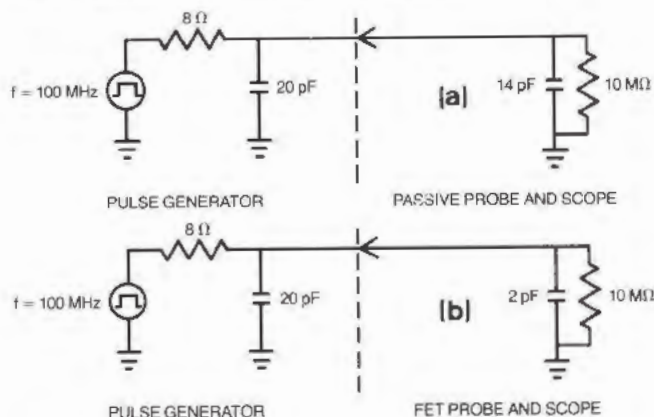 8 Ω
f = 100 MHz
20 pF
(a)
14 pF
10 MΩ
PULSE GENERATOR
PASSIVE PROBE AND SCOPE
8 Ω
f = 100 MHz
20 pF
(b)
2 pF
10 MΩ
PULSE GENERATOR
FET PROBE AND SCOPE